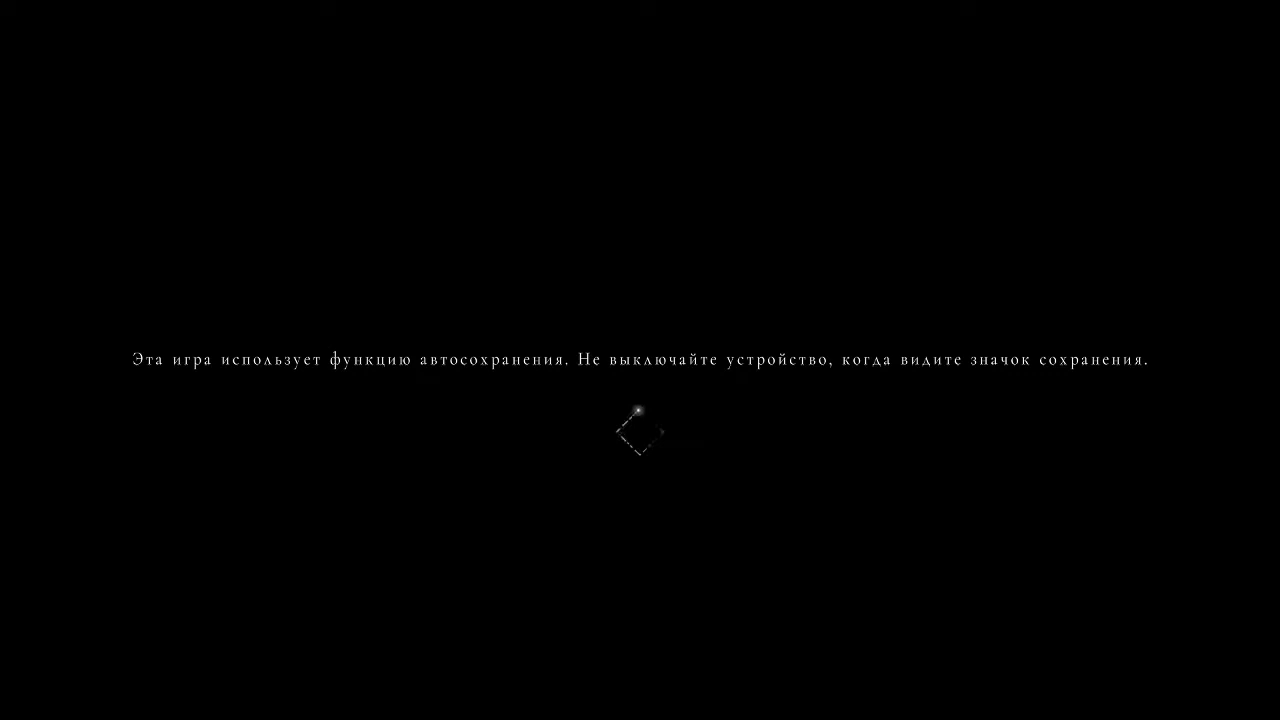 Эта игра использует функцию автосохранения. Не выключайте устройство, когда видите значок сохранения.